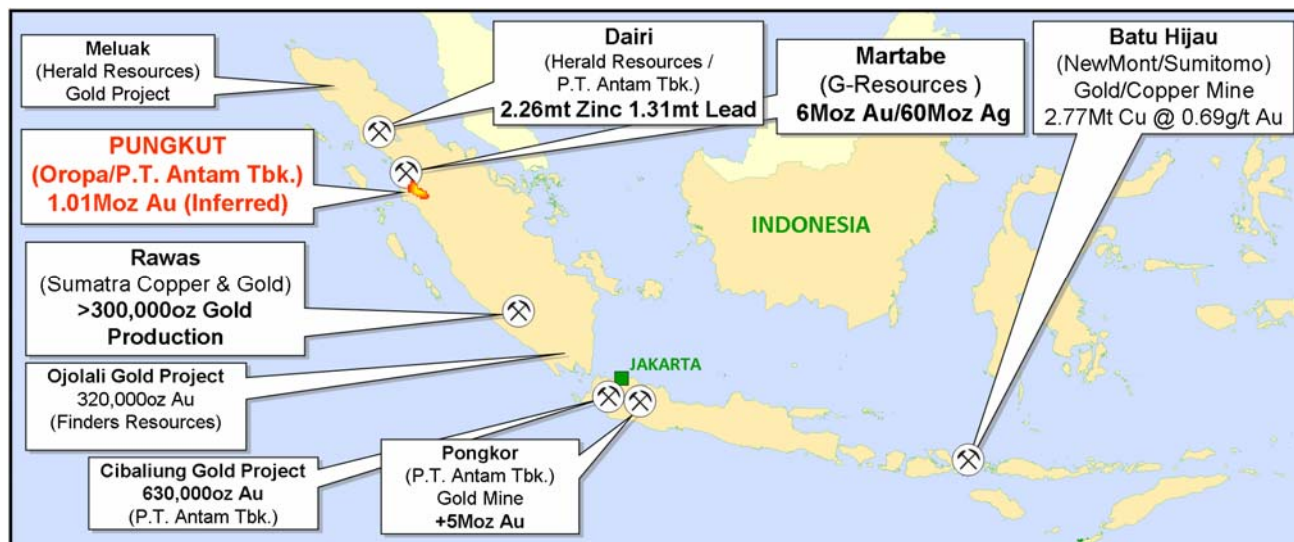 Meluak
(Herald Resources)
Gold Project
Dairi
(Herald Resources /
P.T. Antam Tbk.)
2.26mt Zinc 1.31mt Lead
Martabe
(G-Resources )
6Moz Au/60Moz Ag
Batu Hijau
(NewMont/Sumitomo)
Gold/Copper Mine
2.77Mt Cu @ 0.69g/t Au
PUNGKUT
(Oropa/P.T. Antam Tbk.)
1.01Moz Au (Inferred)
INDONESIA
Rawas
(Sumatra Copper & Gold)
>300,000oz Gold
Production
JAKARTA
Ojolali Gold Project
320,000oz Au
(Finders Resources)
Cibaliung Gold Project
630,000oz Au
(P.T. Antam Tbk.)
Pongkor
(P.T. Antam Tbk.)
Gold Mine
+5Moz Au